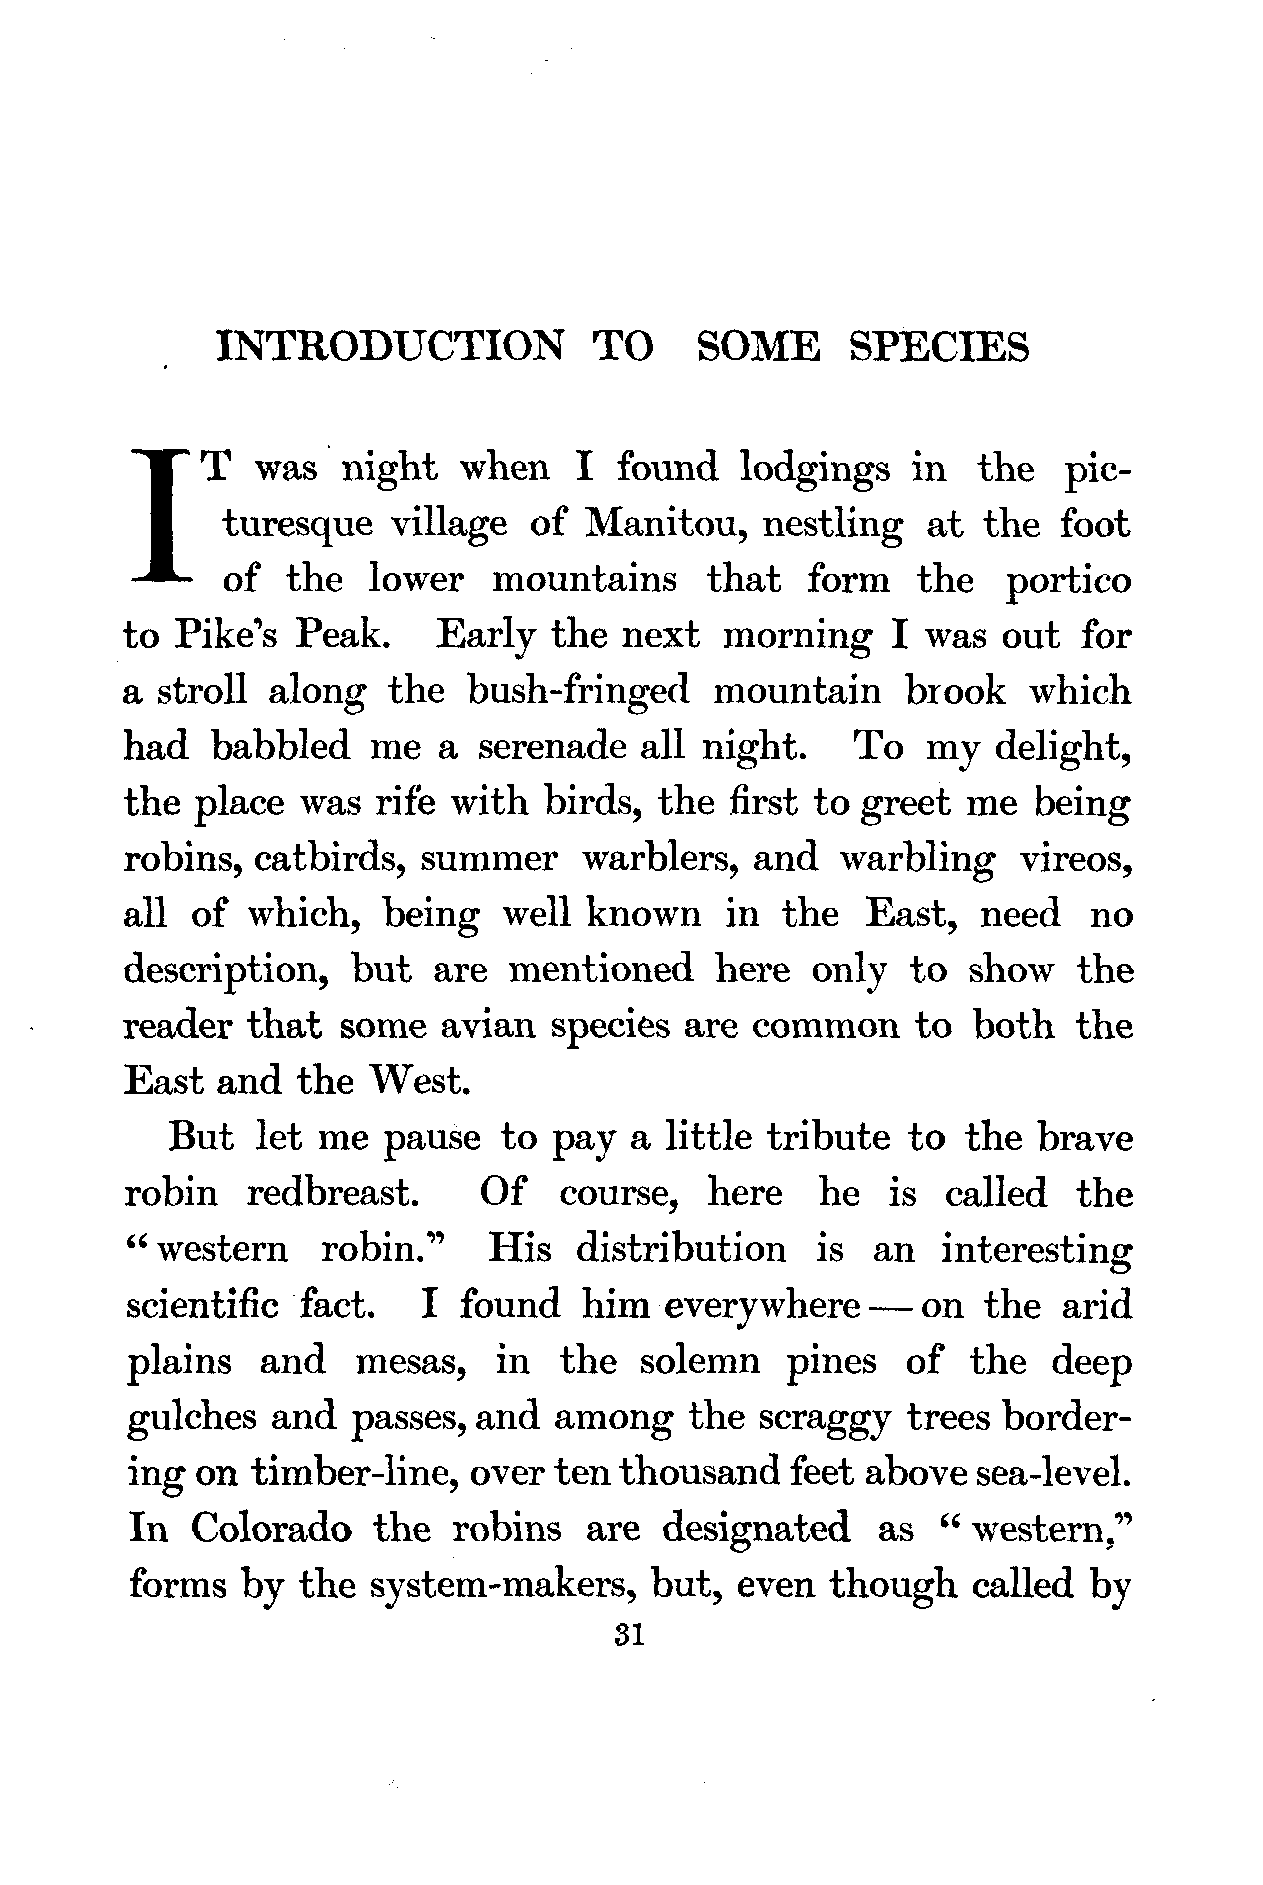 INTRODUCTION TO SOME SPECIES
IT was night when I found lodgings in the pic-
turesque village of Manitou, nestling at the foot
of the lower mountains that form the portico
to Pike's Peak. Early the next morning I was out for
a stroll along the bush-fringed mountain brook which
had babbled me a serenade all night. To my delight,
the place was rife with birds, the first to greet me being
robins, catbirds, summer warblers, and warbling vireos,
all of which, being well known in the East, need no
description, but are mentioned here only to show the
reader that some avian species are common to both the
East and the West.
But let me pause to pay a little tribute to the brave
robin redbreast. Of course, here he is called the
“western robin.” His distribution is an interesting
scientific fact. I found him everywhere — on the arid
plains and mesas, in the solemn pines of the deep
gulches and passes, and among the scraggy trees border-
ing on timber-line, over ten thousand feet above sea-level.
In Colorado the robins are designated as “western,”
forms by the system-makers, but, even though called by
31